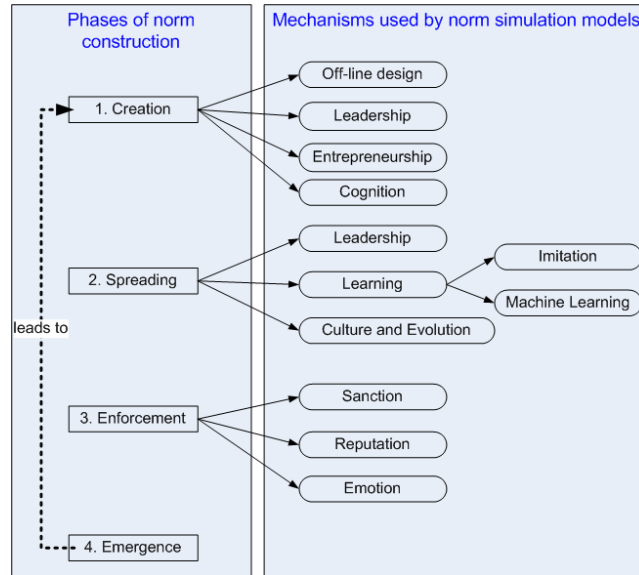 Phases of norm
construction
Mechanisms used by norm simulation models
Off-line design
1. Creation
Leadership
Entrepreneurship
Cognition
Leadership
2. Spreading
Learning
Imitation
Machine Learning
Culture and Evolution
leads to
Sanction
3. Enforcement
Reputation
Emotion
4. Emergence